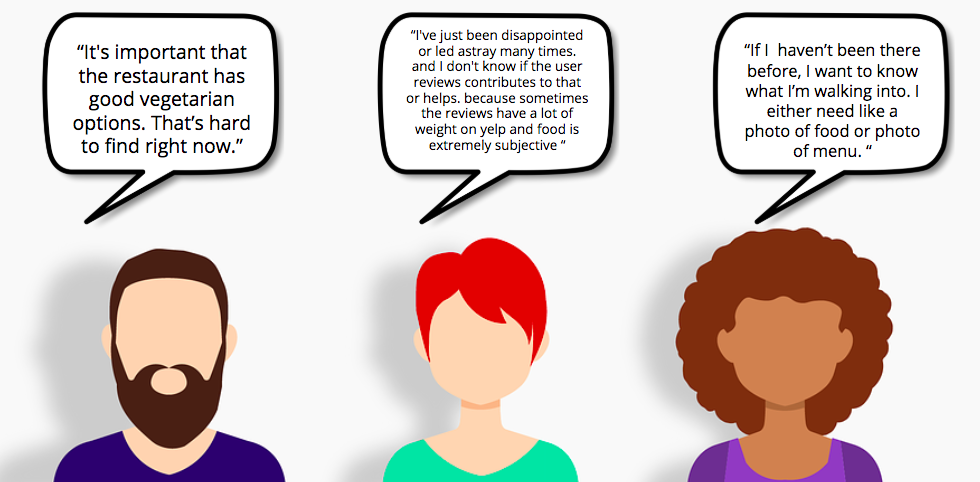 “It's important that
the restaurant has
good vegetarian
options. That’s hard
to find right now.”
“I've just been disappointed
or led astray many times.
and I don't know if the user
reviews contributes to that
or helps. because sometimes
the reviews have a lot of
weight on yelp and food is
extremely subjective “
“If I  haven’t been there
before, I want to know
what I’m walking into. I
either need like a
photo of food or photo
of menu. “